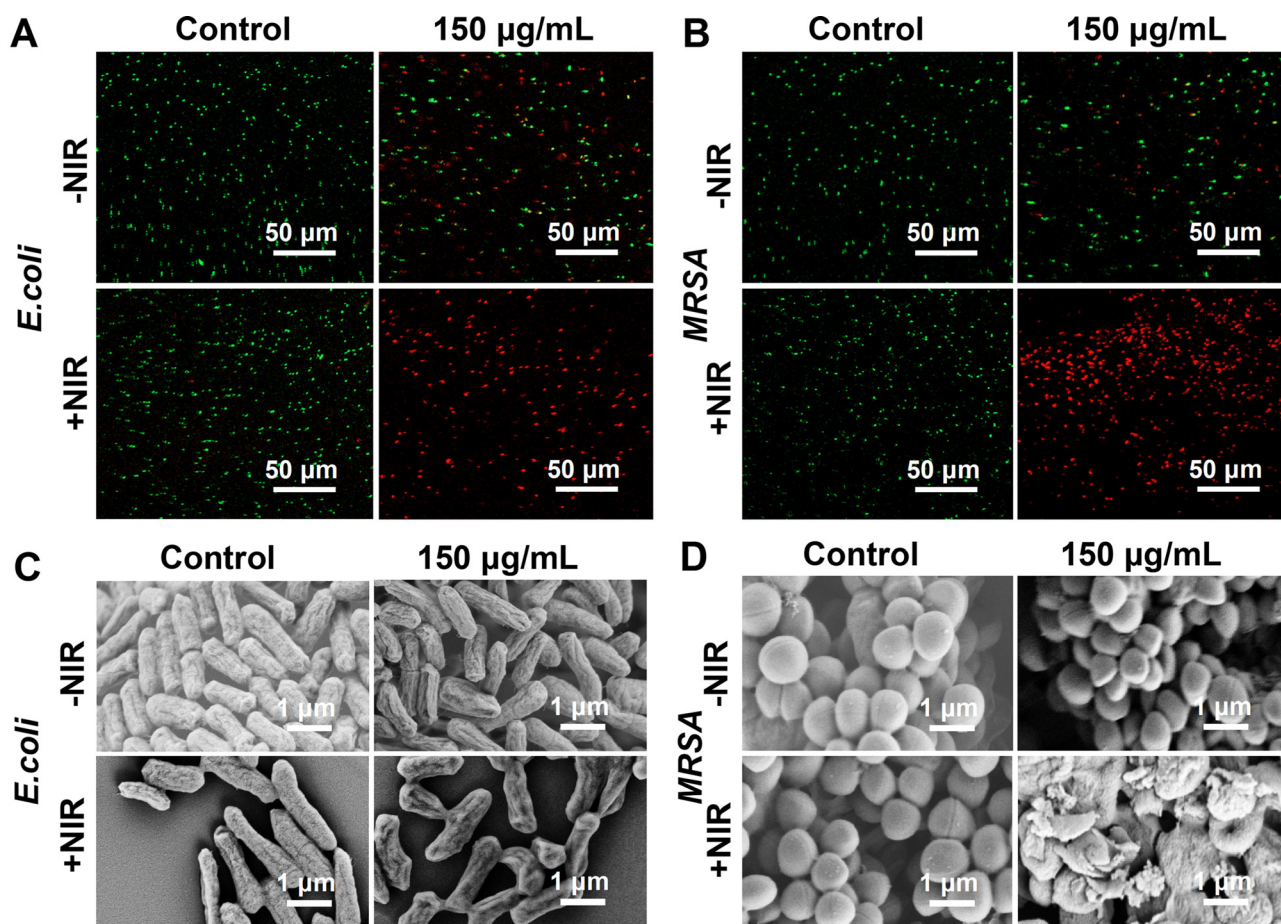 A
Control
150 µg/mL
-NIR
50 µm
50 µm
E.coli
+NIR
50 µm
50 µm
B
Control
150 µg/mL
-NIR
50 µm
50 µm
MRSA
+NIR
50 µm
50 µm
C
Control
150 µg/mL
-NIR
1 µm
1 µm
E.coli
+NIR
1 µm
1 µm
D
Control
150 µg/mL
-NIR
1 µm
1 µm
MRSA
+NIR
1 µm
1 µm